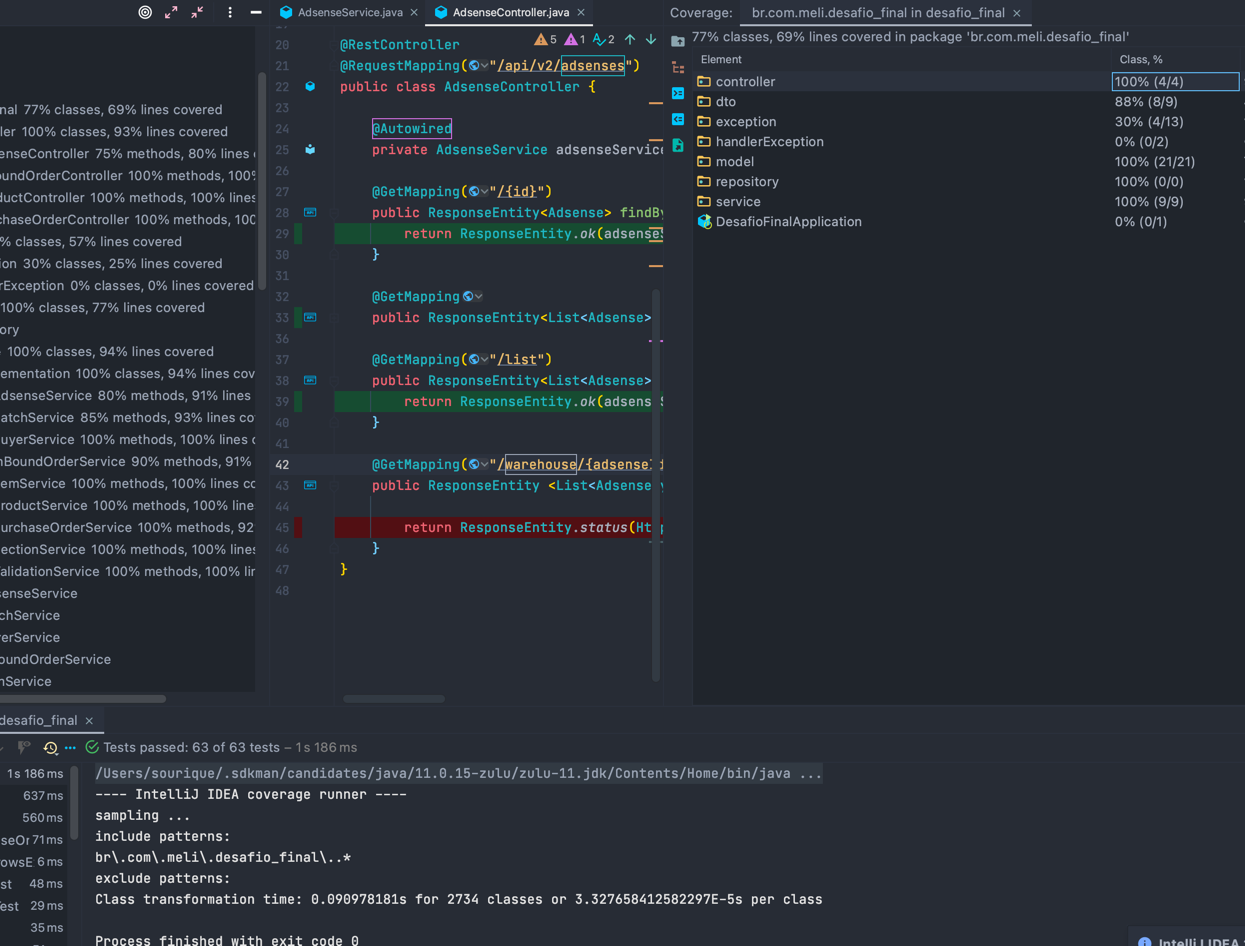 AdsenseService.java
AdsenseController.java
Coverage: br.com.meli.desafio_final in desafio_final
nal 77% classes, 69% lines covered
ler 100% classes, 93% lines covered
enseController 75% methods, 80% lines
oundOrderController 100% methods, 100%
ductController 100% methods, 100% lines
chaseOrderController 100% methods, 100
% classes, 57% lines covered
ion 30% classes, 25% lines covered
rException 0% classes, 0% lines covered
100% classes, 77% lines covered
ory
100% classes, 94% lines covered
ementation 100% classes, 94% lines cov
AdsenseService 80% methods, 91% lines
atchService 85% methods, 93% lines co
uyerService 100% methods, 100% lines
nBoundOrderService 90% methods, 91%
emService 100% methods, 100% lines co
roductService 100% methods, 100% line
urchaseOrderService 100% methods, 92
ectionService 100% methods, 100% lines
alidationService 100% methods, 100% lir
senseService
chService
erService
oundOrderService
nService
5 1 2
20 @RestController
21 @RequestMapping("/api/v2/adsenses")
22 public class AdsenseController {
23
24 @Autowired
25 private AdsenseService adsenseService
26
27 @GetMapping("/{id}")
28 public ResponseEntity<Adsense> findBy
29 return ResponseEntity.ok(adsenseS
30 }
31
32 @GetMapping
33 public ResponseEntity<List<Adsense>
36
37 @GetMapping("/list")
38 public ResponseEntity<List<Adsense>
39 return ResponseEntity.ok(adsens
40 }
41
42 @GetMapping("/warehouse/{adsenseId
43 public ResponseEntity <List<Adsense
44
45 return ResponseEntity.status(Htt
46 }
47 }
48
77% classes, 69% lines covered in package 'br.com.meli.desafio_final'
Element Class, %
controller 100% (4/4)
dto 88% (8/9)
exception 30% (4/13)
handlerException 0% (0/2)
model 100% (21/21)
repository 100% (0/0)
service 100% (9/9)
DesafioFinalApplication 0% (0/1)
desafio_final
Tests passed: 63 of 63 tests – 1 s 186 ms
1 s 186 ms
637 ms
560 ms
seOr 71 ms
owsE 6 ms
st 48 ms
est 29 ms
35 ms
/Users/sourique/.sdkman/candidates/java/11.0.15-zulu/zulu-11.jdk/Contents/Home/bin/java ...
---- IntelliJ IDEA coverage runner ----
sampling ...
include patterns:
br\.com\.meli\.desafio_final\..*
exclude patterns:
Class transformation time: 0.090978181s for 2734 classes or 3.327658412582297E-5s per class
Process finished with exit code 0
IntelliJ IDEA